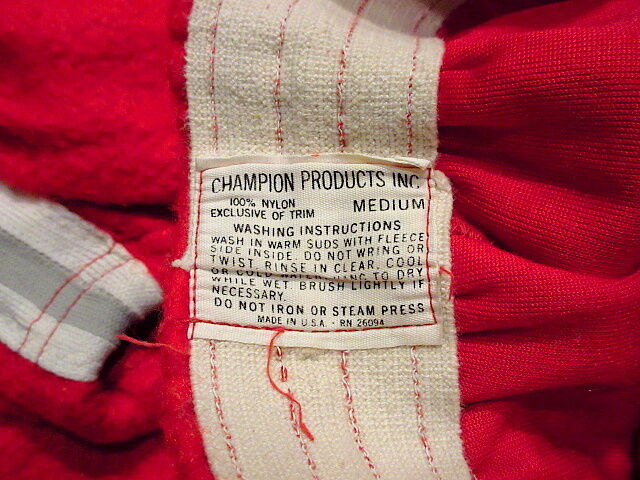 CHAMPION PRODUCTS INC
100% NYLON
EXCLUSIVE OF TRIM MEDIUM
WASHING INSTRUCTIONS
WASH IN WARM SUDS WITH FLEECE
SIDE INSIDE. DO NOT WRING OR
TWIST. RINSE IN CLEAR, COOL
OR COLD WATER. HANG TO DRY
WHILE WET. BRUSH LIGHTLY IF
NECESSARY.
DO NOT IRON OR STEAM PRESS
MADE IN U.S.A. · RN 26094